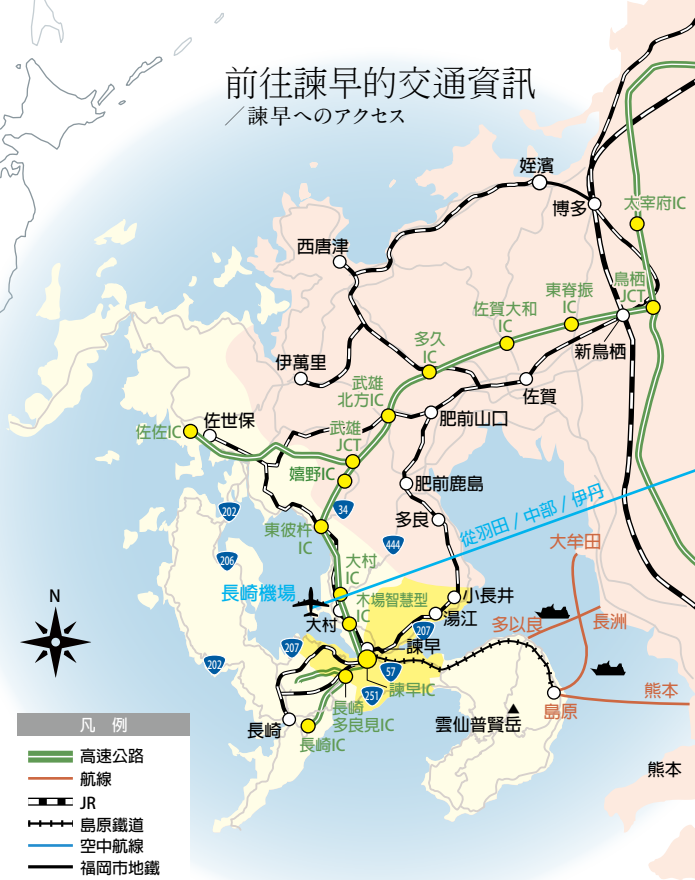 前往諫早的交通資訊
／諫早へのアクセス
姪濱
博多
太宰府IC
西唐津
鳥栖
JCT
東脊振
IC
佐賀大和
IC
多久
IC
新鳥栖
伊萬里
武雄
北方IC
佐賀
肥前山口
佐佐IC
佐世保
武雄
JCT
嬉野IC
肥前鹿島
202
34
多良
從羽田 / 中部 / 伊丹
東彼杵
IC
444
大牟田
206
大村
IC
長崎機場
木場智慧型
IC
小長井
N
大村
湯江
多以良
長洲
207
207
諫早
202
57
251
諫早IC
熊本
島原
長崎
多良見IC
雲仙普賢岳
長崎
長崎IC
熊本
凡 例
高速公路
航線
JR
島原鐵道
空中航線
福岡市地鐵